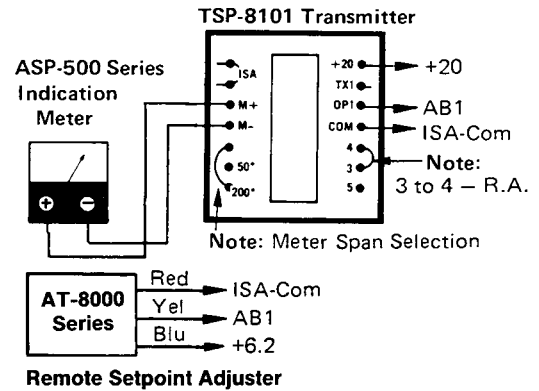 TSP-8101 Transmitter
ASP-500 Series
Indication
Meter
ISA
M+
M-
50°
200°
+20
TX1
OP1
COM
4
3
5
+20
AB1
ISA-Com
Note:
3 to 4 – R.A.
+ -
Note: Meter Span Selection
AT-8000
Series
Red
Yel
Blu
ISA-Com
AB1
+6.2
Remote Setpoint Adjuster